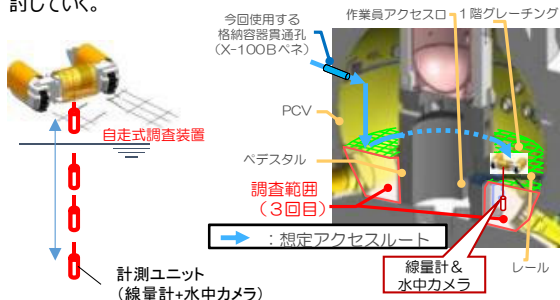 討していく。
今回使用する
格納容器貫通孔
(X-100Bペネ)
作業員アクセスロ
1階グレーチング
PCV
自走式調査装置
ペデスタル
調査範囲
(3回目)
:想定アクセスルート
計測ユニット
(線量計+水中カメラ)
線量計&
水中カメラ
レール